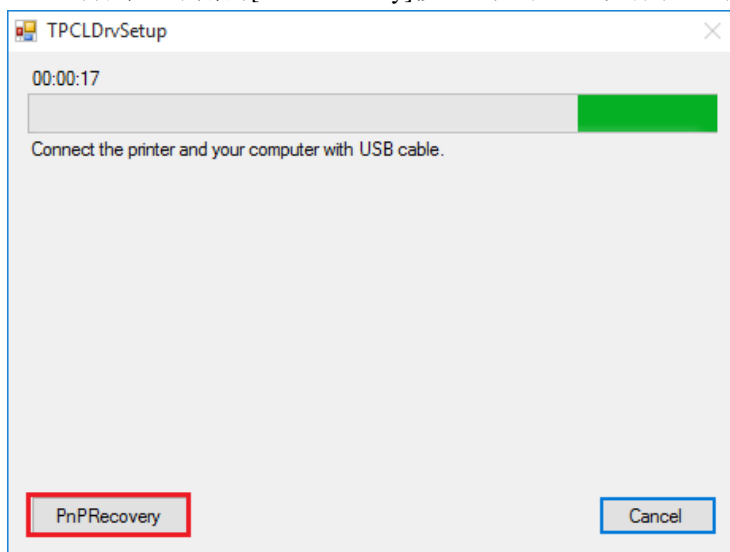 TPCLDrvSetup
00:00:17
Connect the printer and your computer with USB cable.
PnPRecovery
Cancel